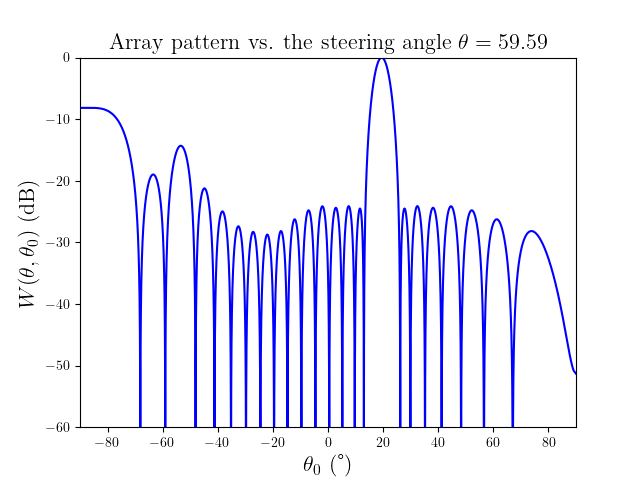 Array pattern vs. the steering angle θ = 59.59
0
−10
−20
−30
−40
−50
−60
W(θ, θ₀) (dB)
−80 −60 −40 −20 0 20 40 60 80
θ₀ (°)